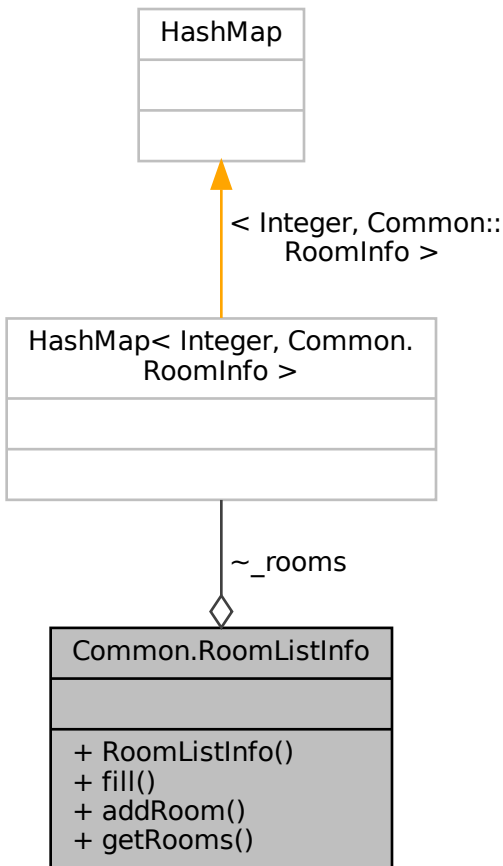 HashMap
< Integer, Common::
RoomInfo >
HashMap< Integer, Common.
RoomInfo >
~_rooms
Common.RoomListInfo
+ RoomListInfo()
+ fill()
+ addRoom()
+ getRooms()